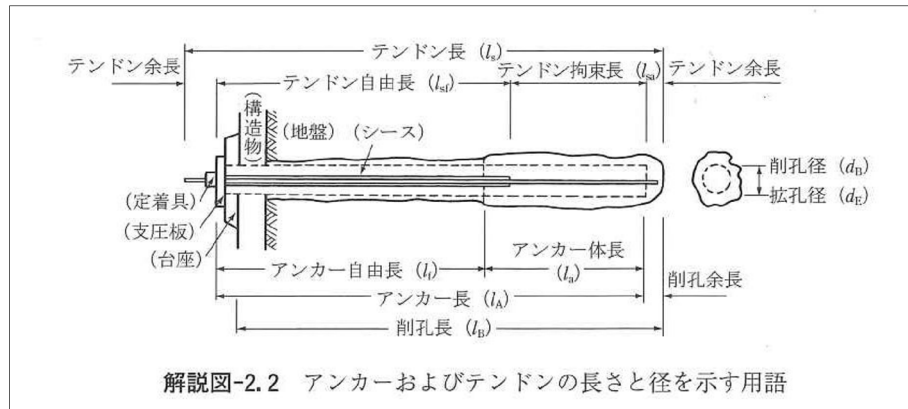 テンドン長 (ls)
テンドン余長
テンドン自由長 (lsf)
テンドン拘束長 (lsa)
テンドン余長
(構造物)
(地盤)
(シース)
削孔径 (dB)
拡孔径 (dE)
(定着具)
(支圧板)
(台座)
アンカー自由長 (lf)
アンカー体長
(la)
削孔余長
アンカー長 (lA)
削孔長 (lB)
解説図-2.2 アンカーおよびテンドンの長さと径を示す用語